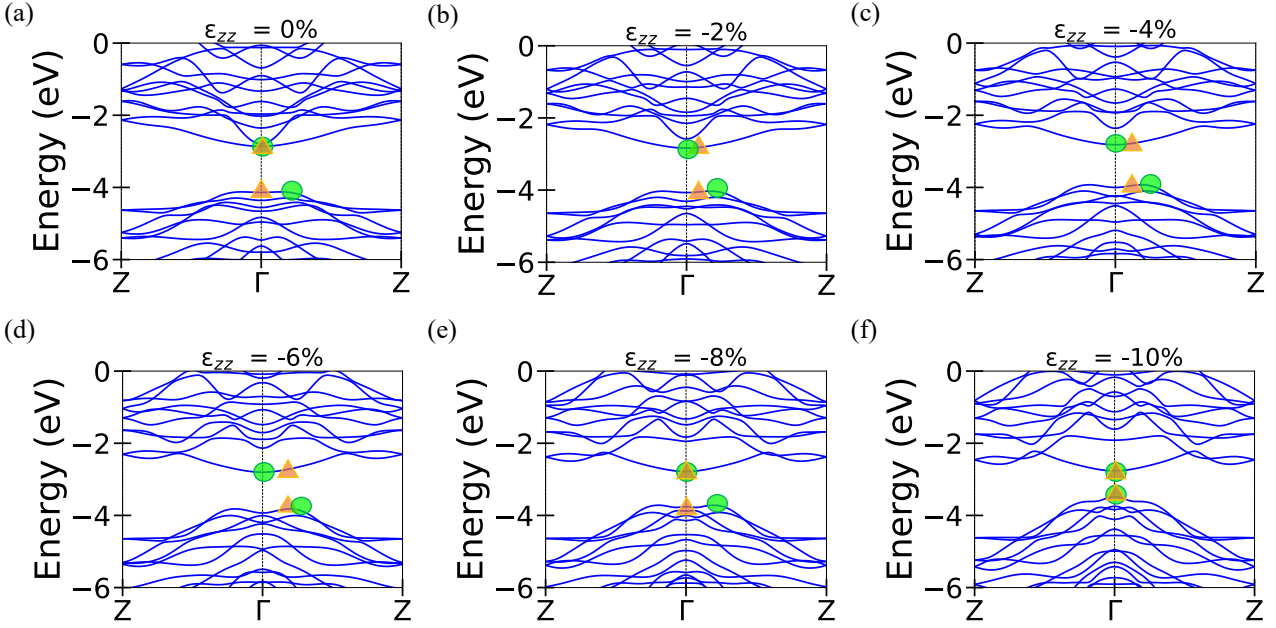 (a)
ε_zz = 0%
Energy (eV)
0
−2
−4
−6
Z Γ Z
(b)
ε_zz = -2%
Energy (eV)
0
−2
−4
−6
Z Γ Z
(c)
ε_zz = -4%
Energy (eV)
0
−2
−4
−6
Z Γ Z
(d)
ε_zz = -6%
Energy (eV)
0
−2
−4
−6
Z Γ Z
(e)
ε_zz = -8%
Energy (eV)
0
−2
−4
−6
Z Γ Z
(f)
ε_zz = -10%
Energy (eV)
0
−2
−4
−6
Z Γ Z